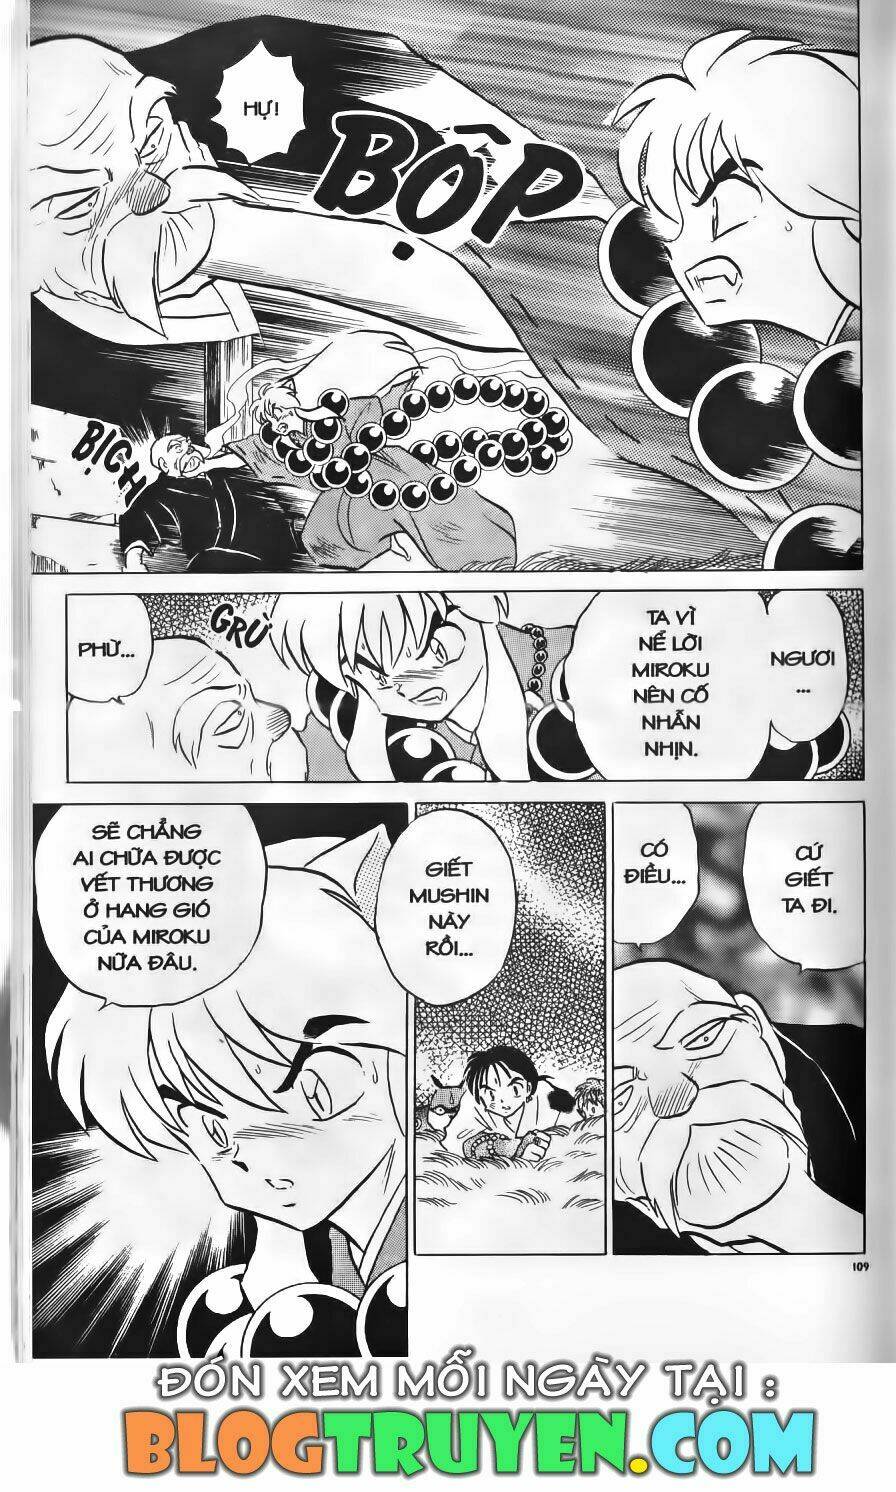 HỰ!
BỘP
BỊCH
NGƯƠI
...
TA VÌ
NỂ LỜI
MIROKU
NÊN CỐ
NHẪN
NHỊN.
GRỪ
PHỪ...
CỨ
GIẾT
TA ĐI.
CÓ
ĐIỀU...
GIẾT
MUSHIN
NÀY
RỒI...
SẼ CHẲNG
AI CHỮA ĐƯỢC
VẾT THƯƠNG
Ở HANG GIÓ
CỦA MIROKU
NỮA ĐÂU.
109
ĐÓN XEM MỖI NGÀY TẠI :
BLOGTRUYEN.COM